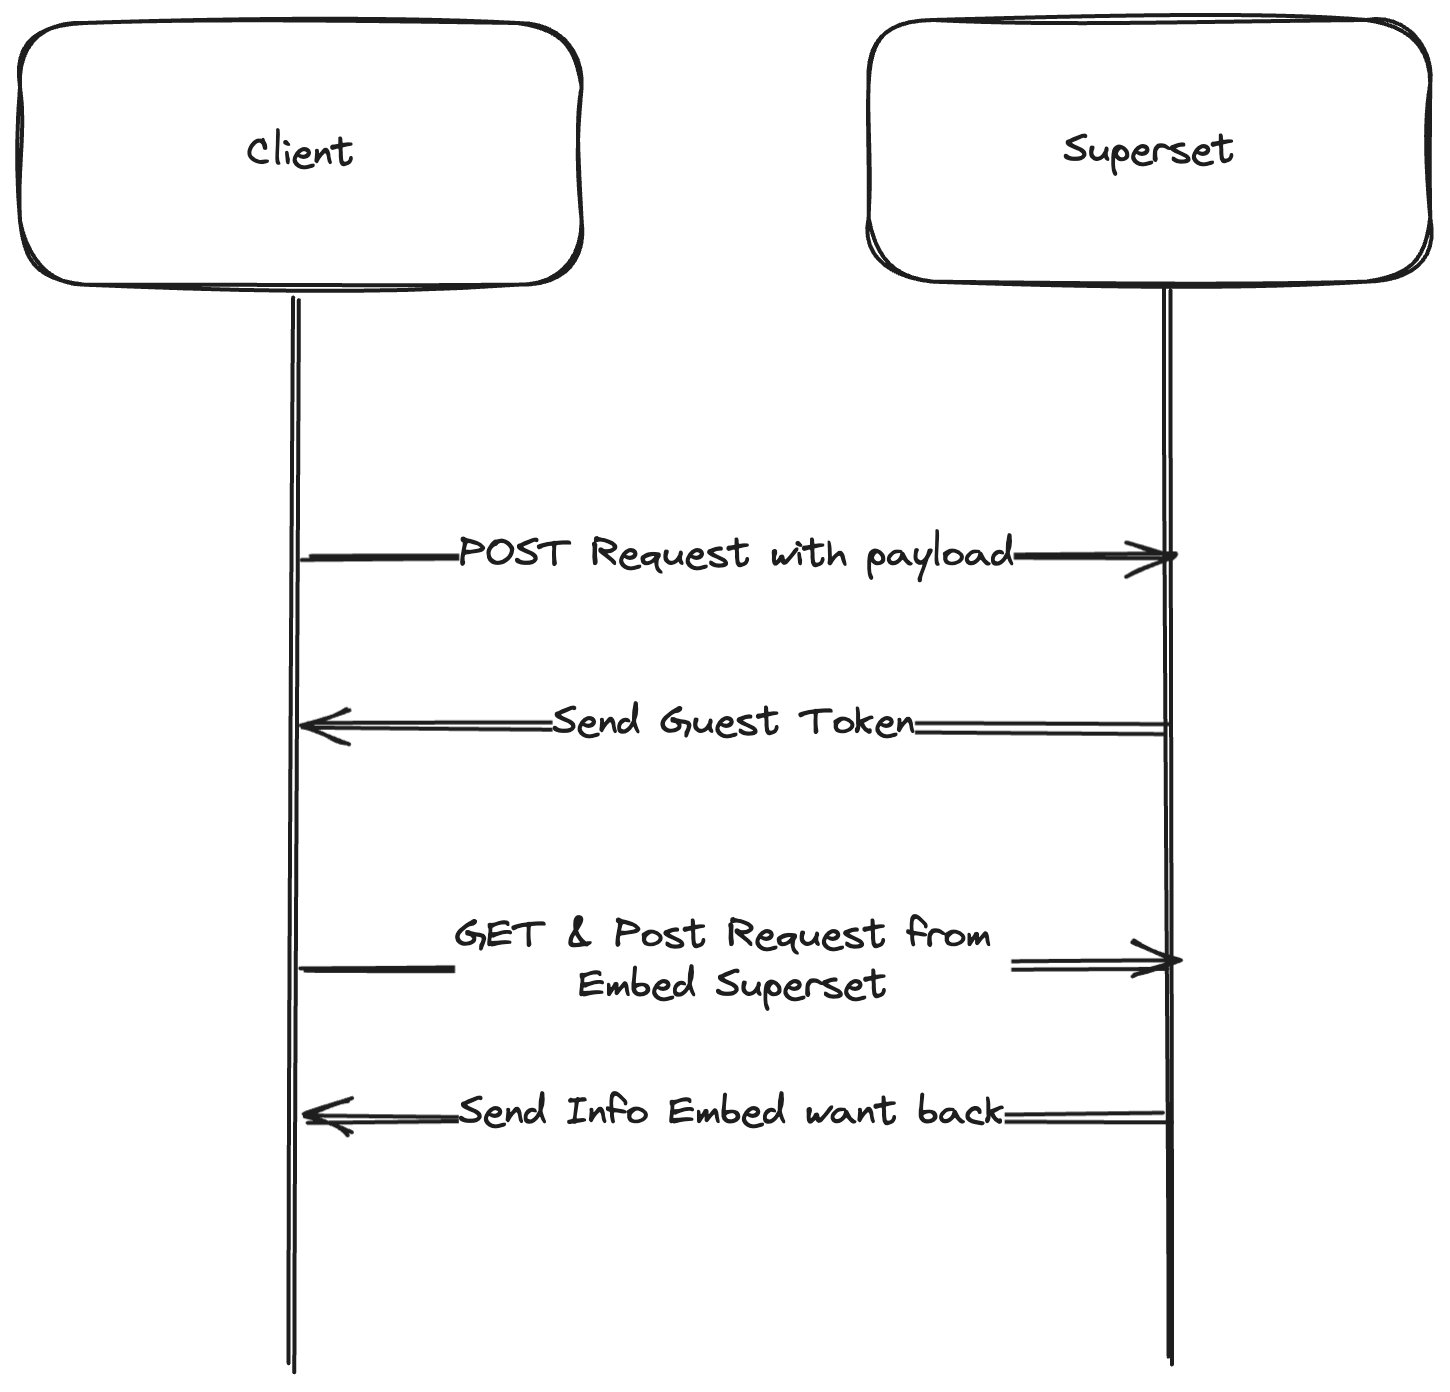 Client
Superset
POST Request with payload
Send Guest Token
GET & Post Request from
Embed Superset
Send Info Embed want back